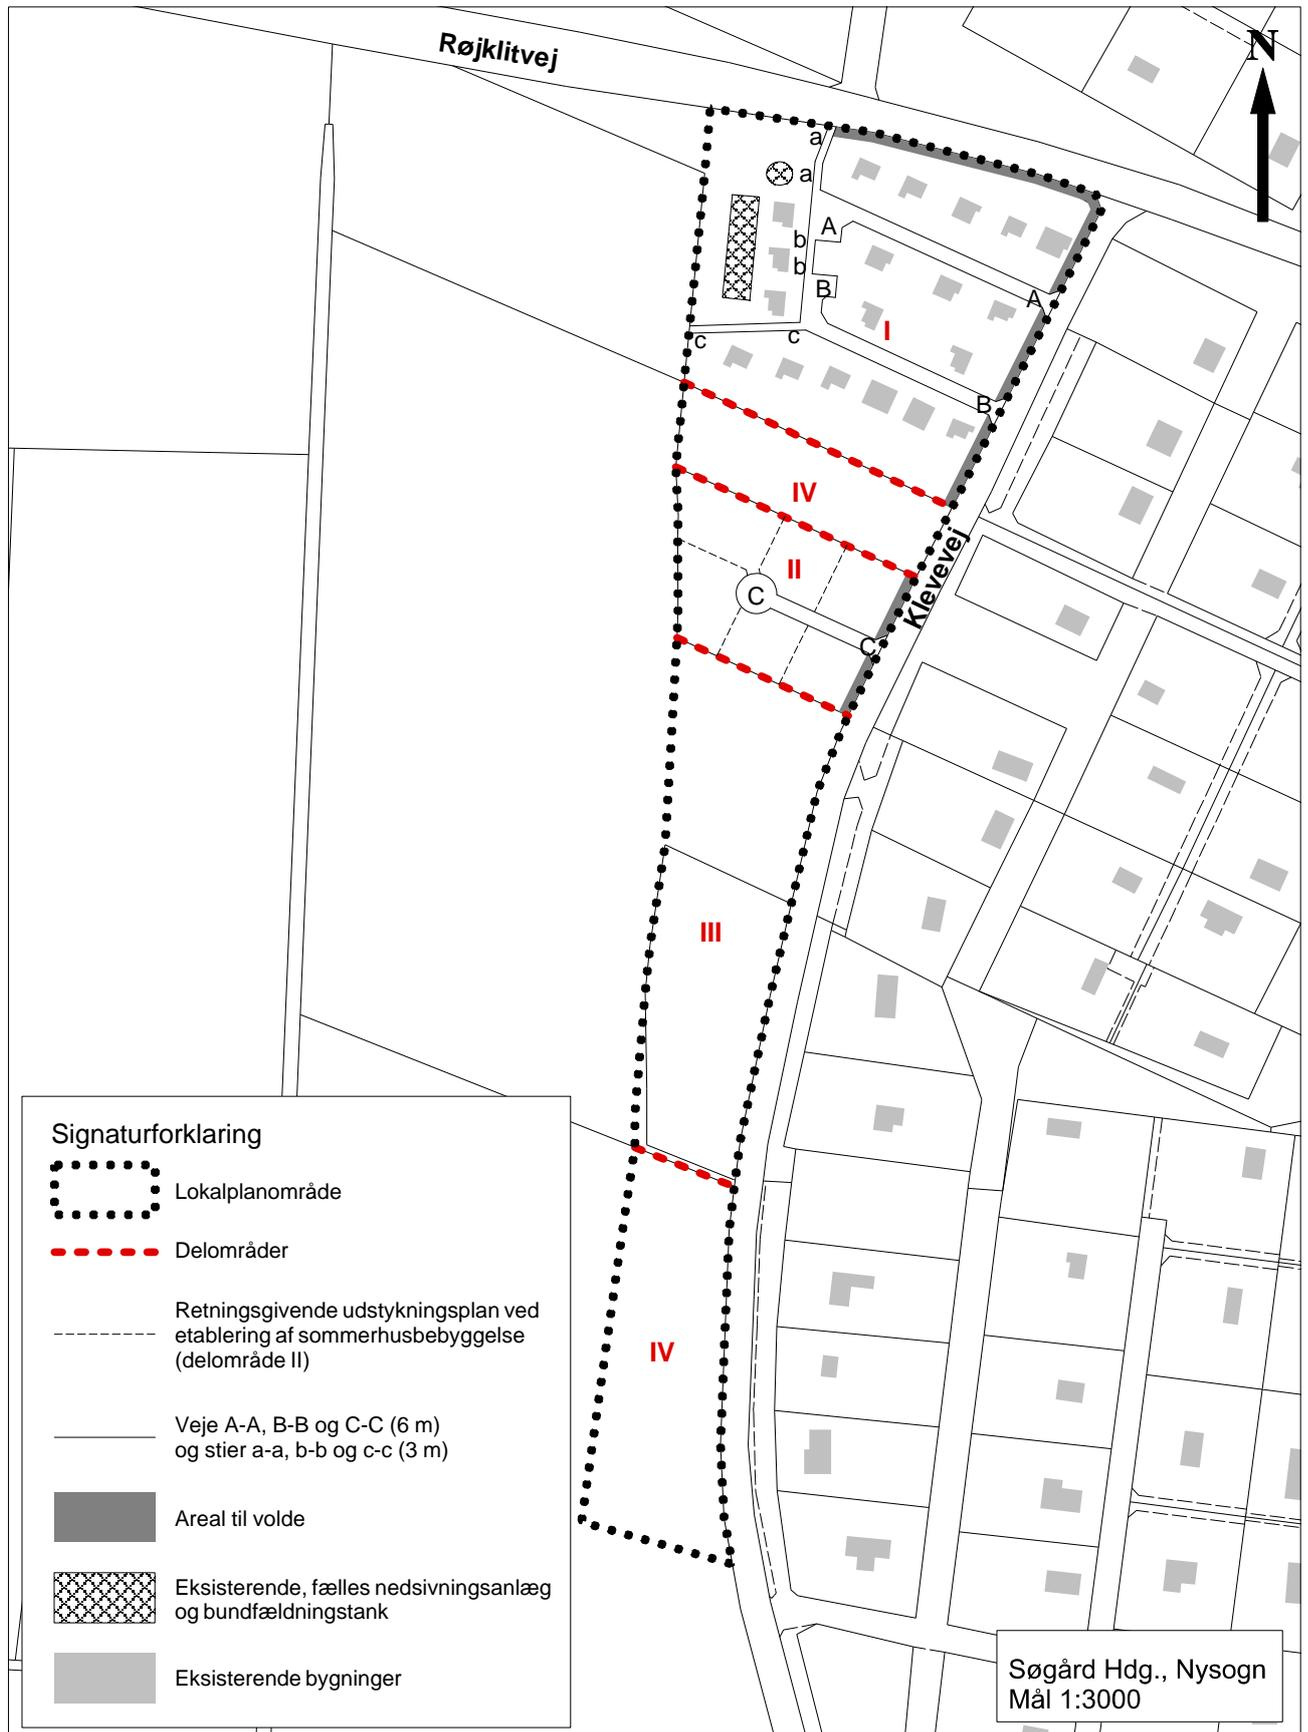 Røjklitvej
N
a
a
A
b
b
B
A
I
c
c
B
IV
II
Klevevej
C
C
III
IV
Signaturforklaring
Lokalplanområde
Delområder
Retningsgivende udstykningsplan ved
etablering af sommerhusbebyggelse
(delområde II)
Veje A-A, B-B og C-C (6 m)
og stier a-a, b-b og c-c (3 m)
Areal til volde
Eksisterende, fælles nedsivningsanlæg
og bundfældningstank
Eksisterende bygninger
Søgård Hdg., Nysogn
Mål 1:3000